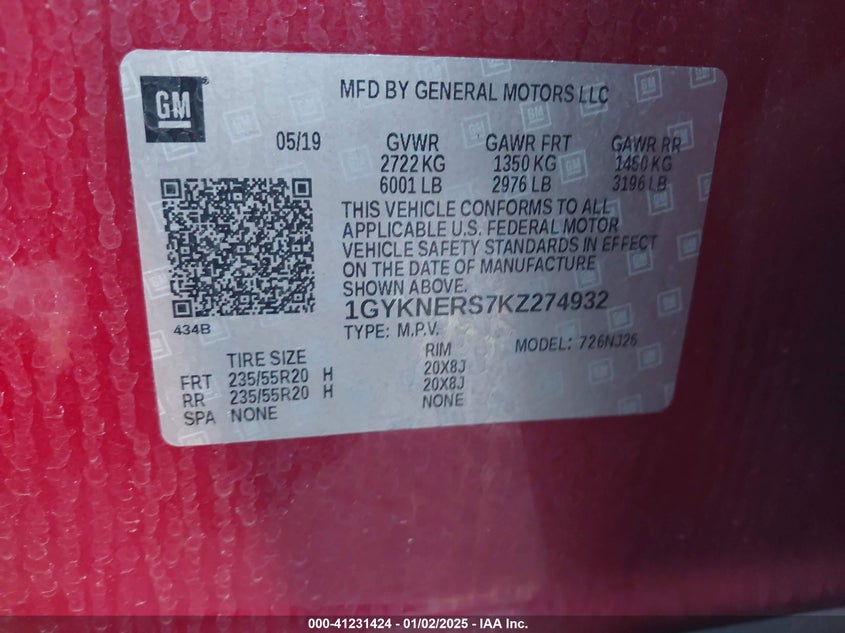 GM
MFD BY GENERAL MOTORS LLC
05/19 GVWR GAWR FRT GAWR RR
2722 KG 1350 KG 1450 KG
6001 LB 2976 LB 3196 LB
THIS VEHICLE CONFORMS TO ALL
APPLICABLE U.S. FEDERAL MOTOR
VEHICLE SAFETY STANDARDS IN EFFECT
ON THE DATE OF MANUFACTURE
SHOWN ABOVE.
1GYKNERS7KZ274932
434B
TYPE: M.P.V. MODEL: 726NJ26
TIRE SIZE RIM
FRT 235/55R20 H 20X8J
RR 235/55R20 H 20X8J
SPA NONE NONE
000-41231424 - 01/02/2025 - IAA Inc.